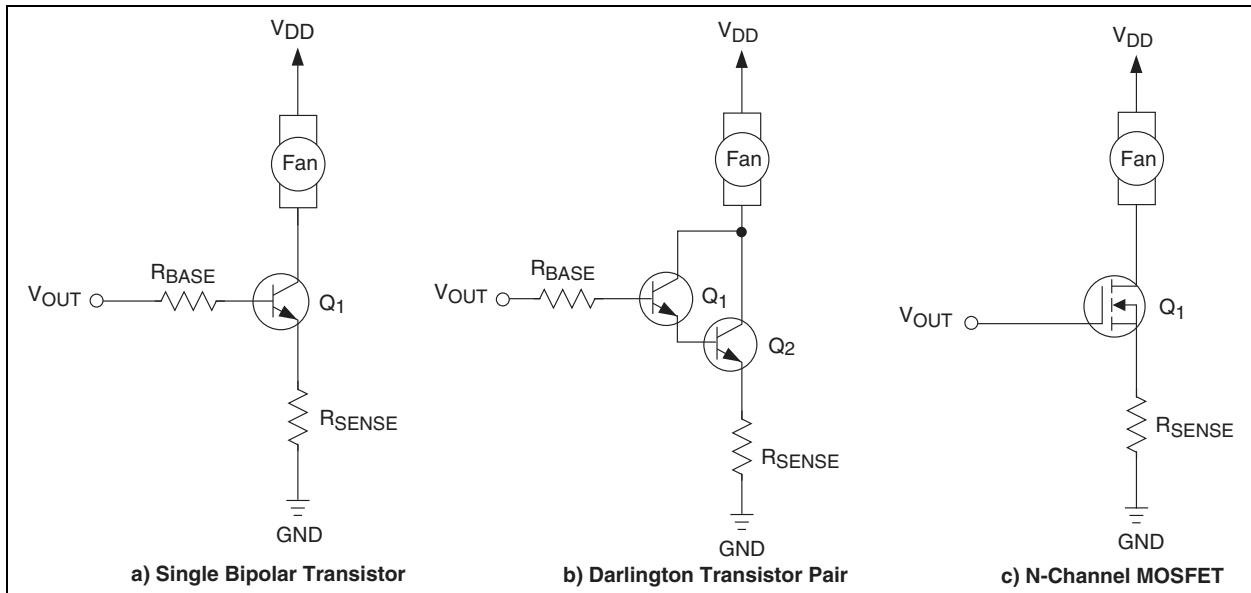 VDD
Fan
RBASE
VOUT
Q1
RSENSE
GND
a) Single Bipolar Transistor
VDD
Fan
RBASE
VOUT
Q1
Q2
RSENSE
GND
b) Darlington Transistor Pair
VDD
Fan
VOUT
Q1
RSENSE
GND
c) N-Channel MOSFET